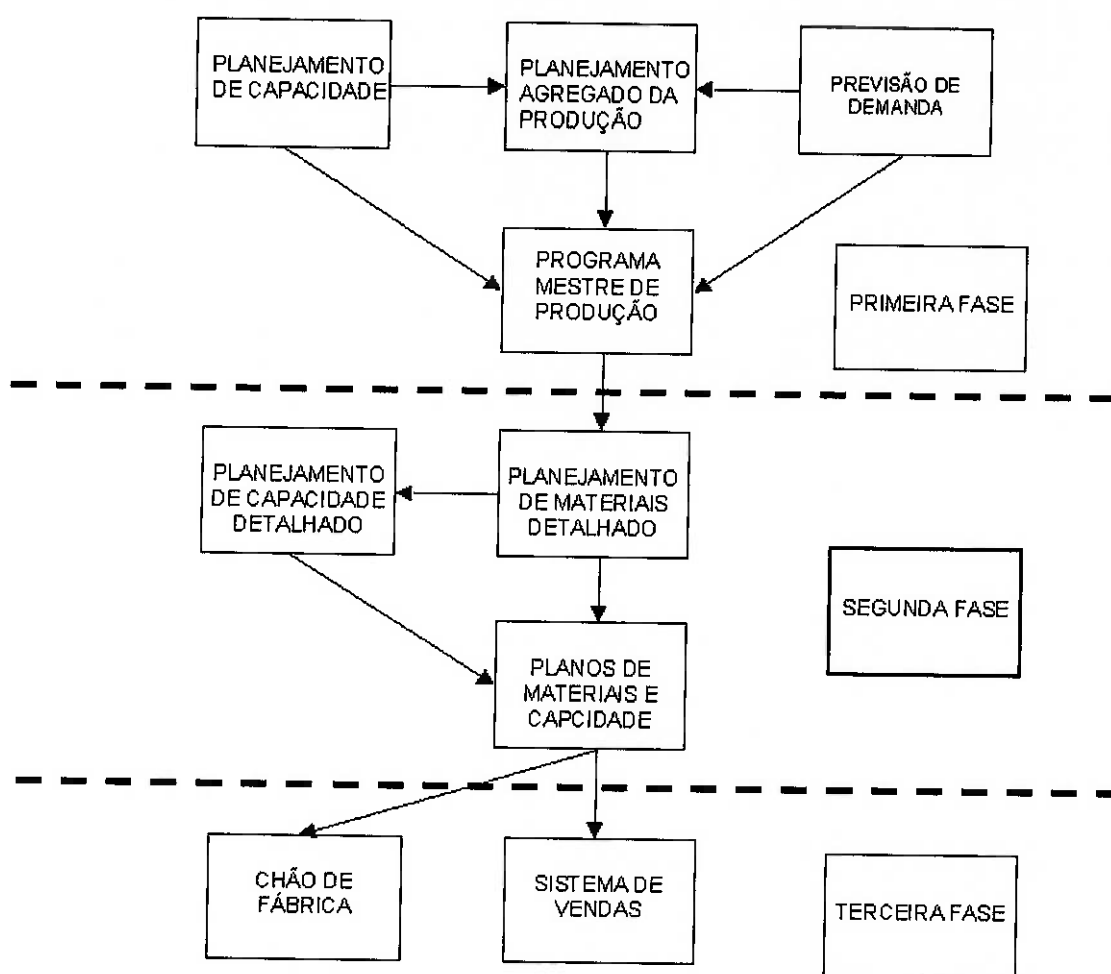 PLANEJAMENTO
DE CAPACIDADE
PLANEJAMENTO
AGREGADO DA
PRODUÇÃO
PREVISÃO DE
DEMANDA
PROGRAMA
MESTRE DE
PRODUÇÃO
PRIMEIRA FASE
PLANEJAMENTO
DE CAPACIDADE
DETALHADO
PLANEJAMENTO
DE MATERIAIS
DETALHADO
SEGUNDA FASE
PLANOS DE
MATERIAIS E
CAPCIDADE
CHÃO DE
FÁBRICA
SISTEMA DE
VENDAS
TERCEIRA FASE